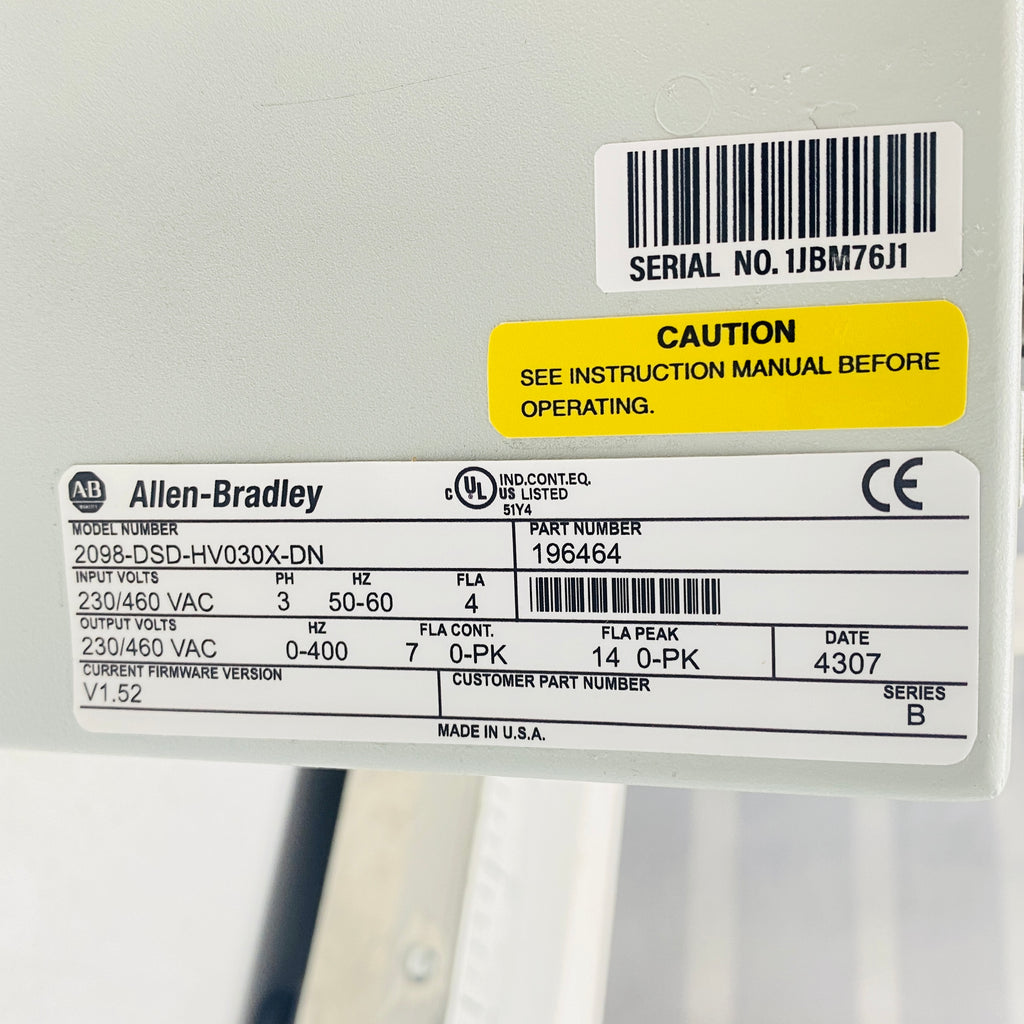 SERIAL NO. 1JBM76J1
CAUTION
SEE INSTRUCTION MANUAL BEFORE
OPERATING.
AB Allen-Bradley
c UL US IND.CONT.EQ.
LISTED
51Y4
CE
MODEL NUMBER PART NUMBER
2098-DSD-HV030X-DN 196464
INPUT VOLTS PH HZ FLA
230/460 VAC 3 50-60 4
OUTPUT VOLTS HZ FLA CONT. FLA PEAK DATE
230/460 VAC 0-400 7 0-PK 14 0-PK 4307
CURRENT FIRMWARE VERSION CUSTOMER PART NUMBER SERIES
V1.52 B
MADE IN U.S.A.